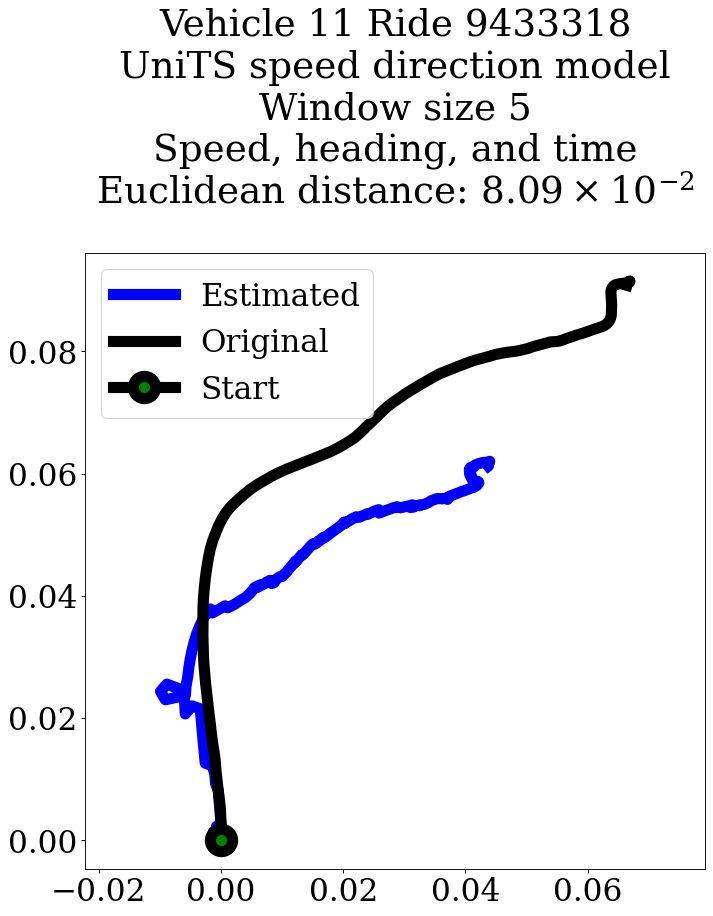 Vehicle 11 Ride 9433318
UniTS speed direction model
Window size 5
Speed, heading, and time
Euclidean distance: 8.09 × 10⁻²
Estimated
Original
Start
0.08
0.06
0.04
0.02
0.00
−0.02 0.00 0.02 0.04 0.06